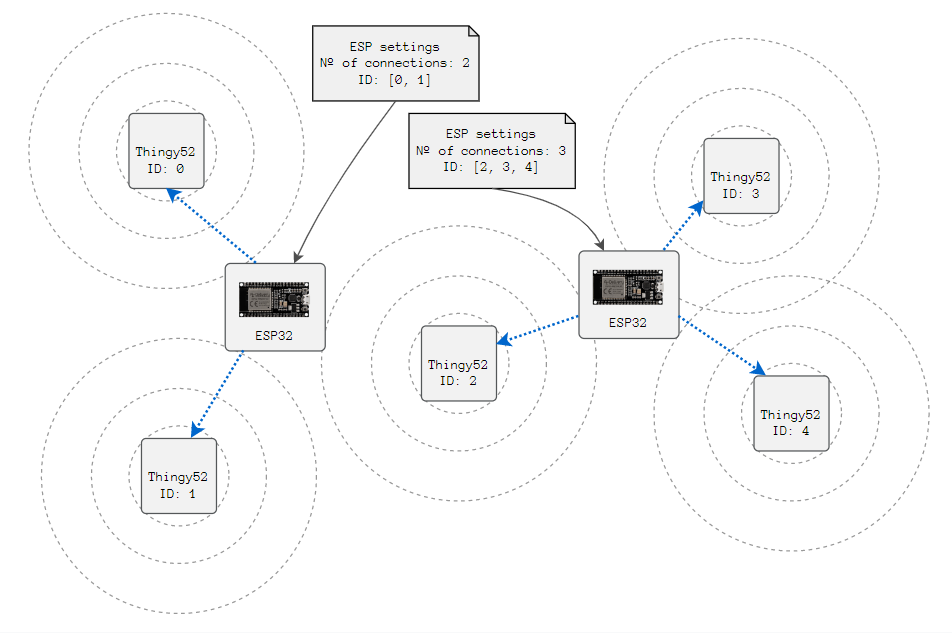 ESP settings
Nº of connections: 2
ID: [0, 1]
ESP settings
Nº of connections: 3
ID: [2, 3, 4]
Thingy52
ID: 0
Thingy52
ID: 3
ESP32
ESP32
Thingy52
ID: 2
Thingy52
ID: 4
Thingy52
ID: 1